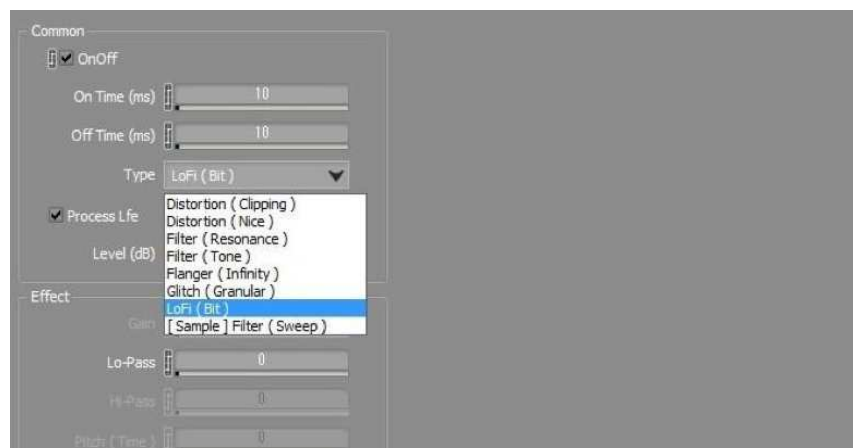 Common
OnOff
On Time (ms) 10
Off Time (ms) 10
Type LoFi ( Bit )
Distortion ( Clipping )
Process Lfe Distortion ( Nice )
Filter ( Resonance )
Level (dB) Filter ( Tone )
Flanger ( Infinity )
Glitch ( Granular )
Effect
LoFi ( Bit )
Gain [ Sample ] Filter ( Sweep )
Lo-Pass 0
Hi-Pass 0
Pitch ( Time ) 0